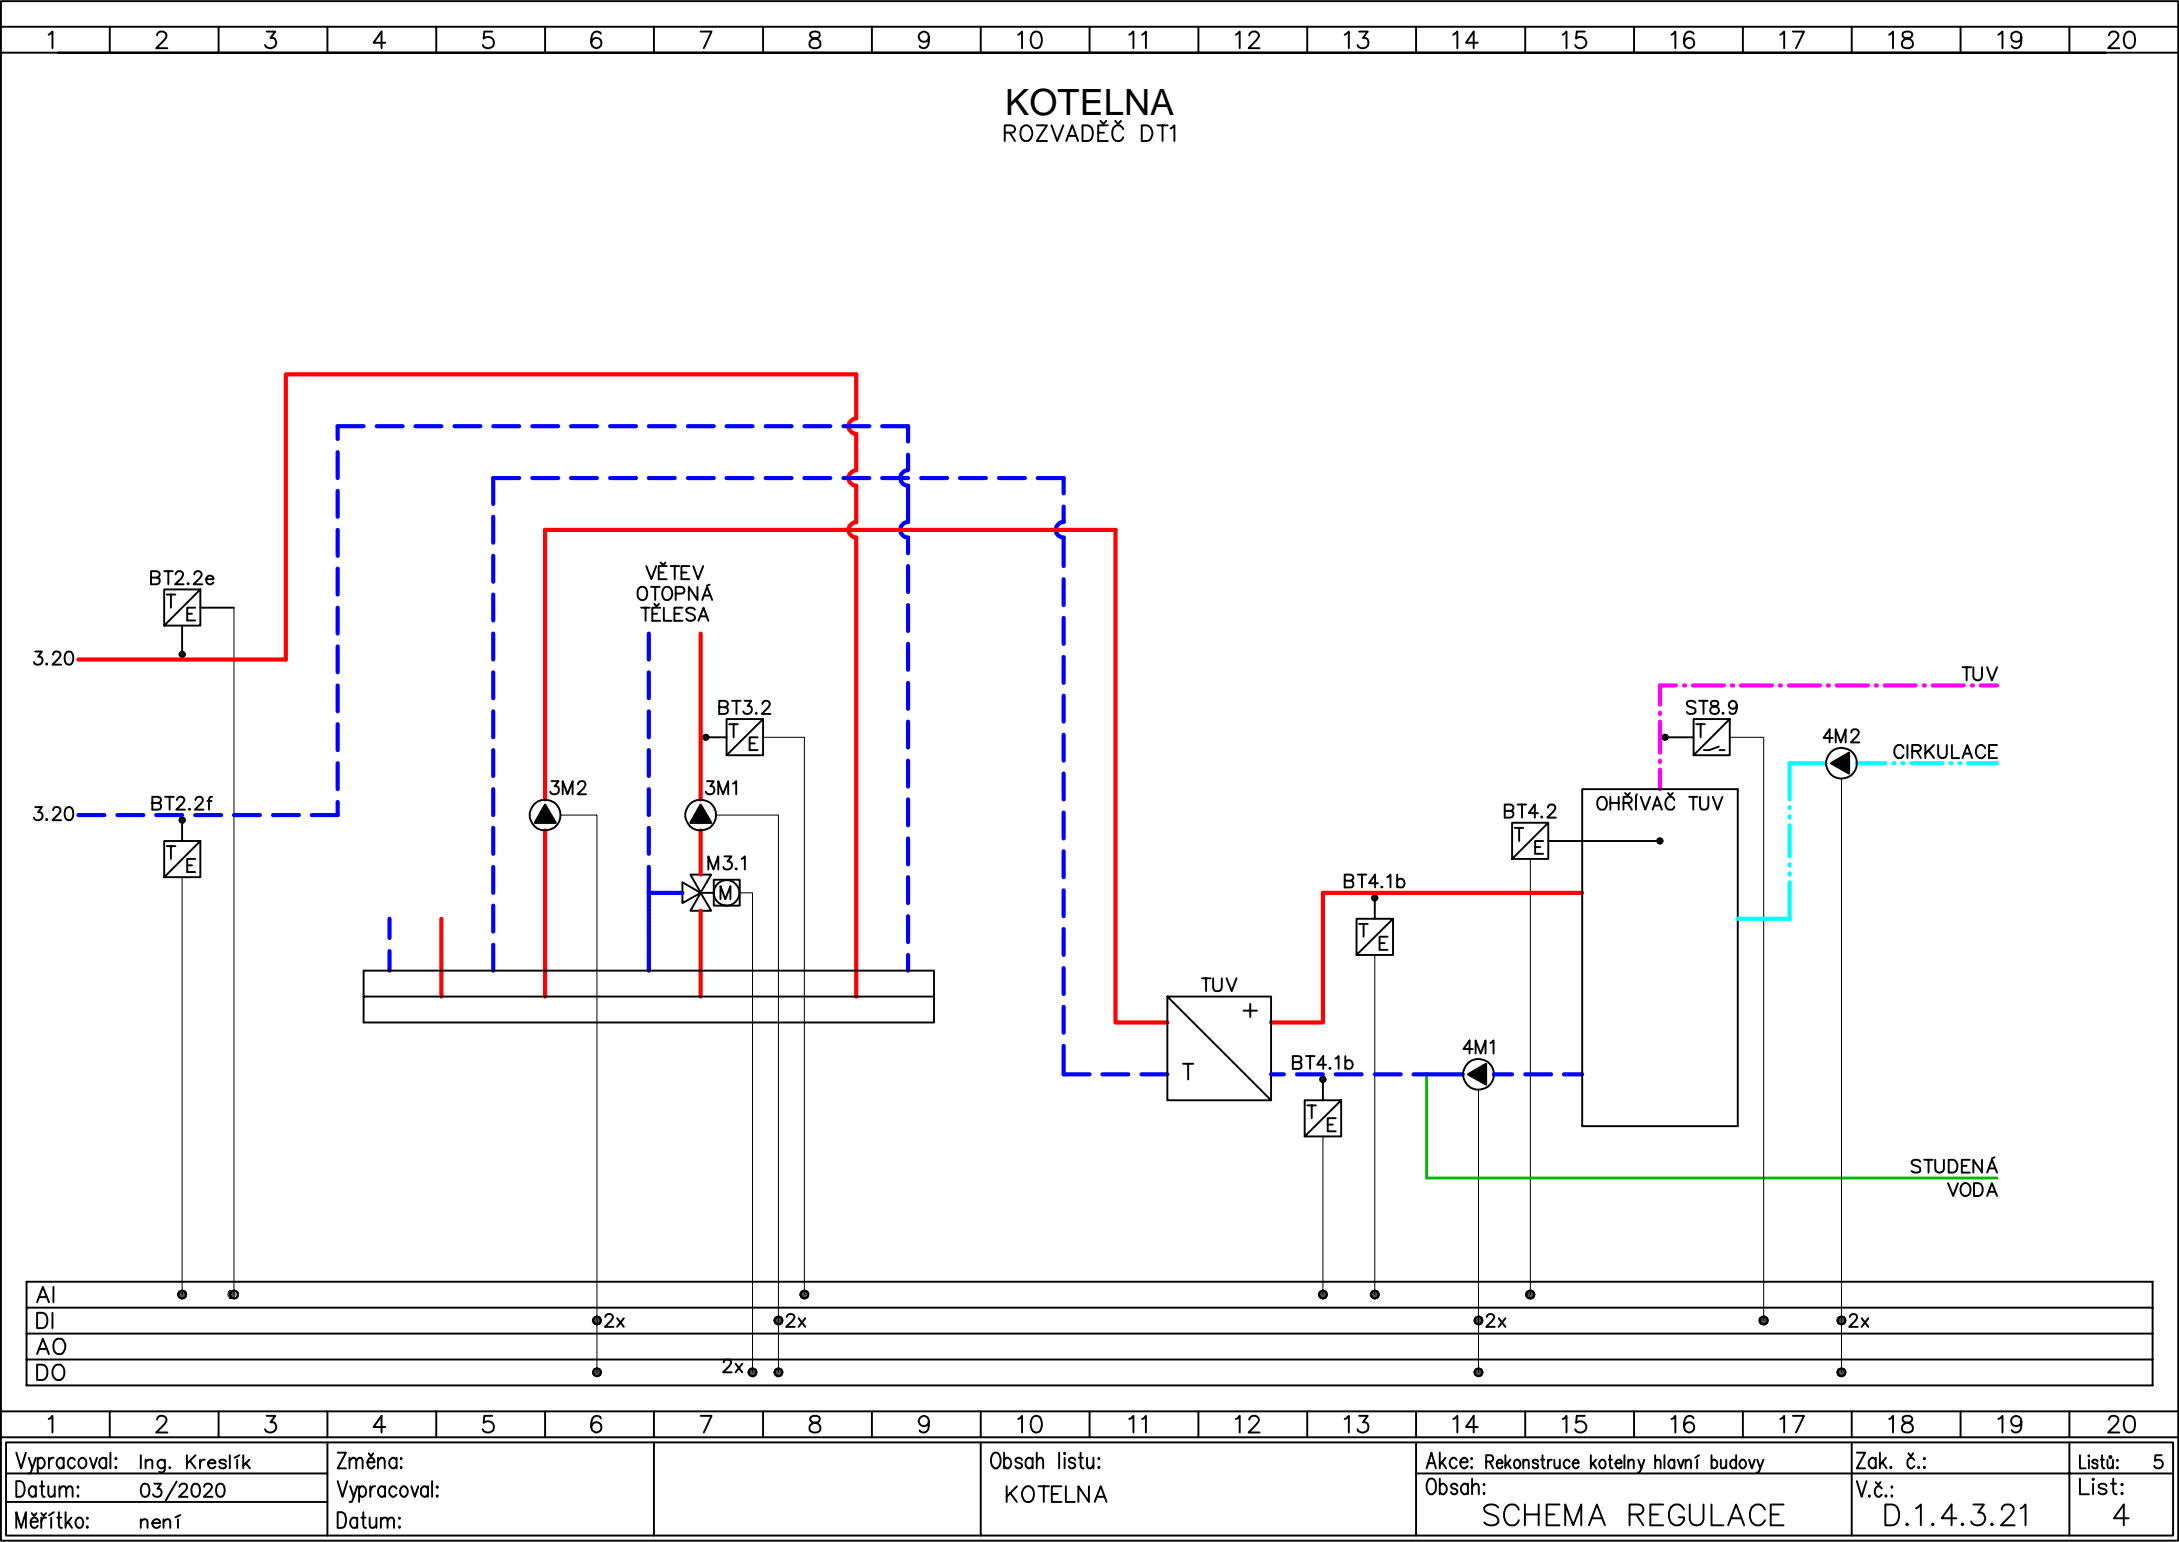 1 2 3 4 5 6 7 8 9 10 11 12 13 14 15 16 17 18 19 20
KOTELNA
ROZVADĚČ DT1
VĚTEV
OTOPNÁ
TĚLESA
BT2.2e
T E
3.20
TUV
BT3.2
T E
ST8.9
T
4M2
CIRKULACE
3M2
3M1
BT2.2f
3.20
T E
BT4.2
T E
OHŘÍVAČ TUV
M3.1
M
BT4.1b
T E
TUV
+
T
BT4.1b
T E
4M1
STUDENÁ
VODA
AI
DI 2x 2x 2x 2x
AO
DO 2x
1 2 3 4 5 6 7 8 9 10 11 12 13 14 15 16 17 18 19 20
Vypracoval: Ing. Kreslík
Datum: 03/2020
Měřítko: není
Změna:
Vypracoval:
Datum:
Obsah listu:
KOTELNA
Akce: Rekonstruce kotelny hlavní budovy
Obsah:
SCHEMA REGULACE
Zak. č.:
V.č.:
D.1.4.3.21
Listů: 5
List:
4